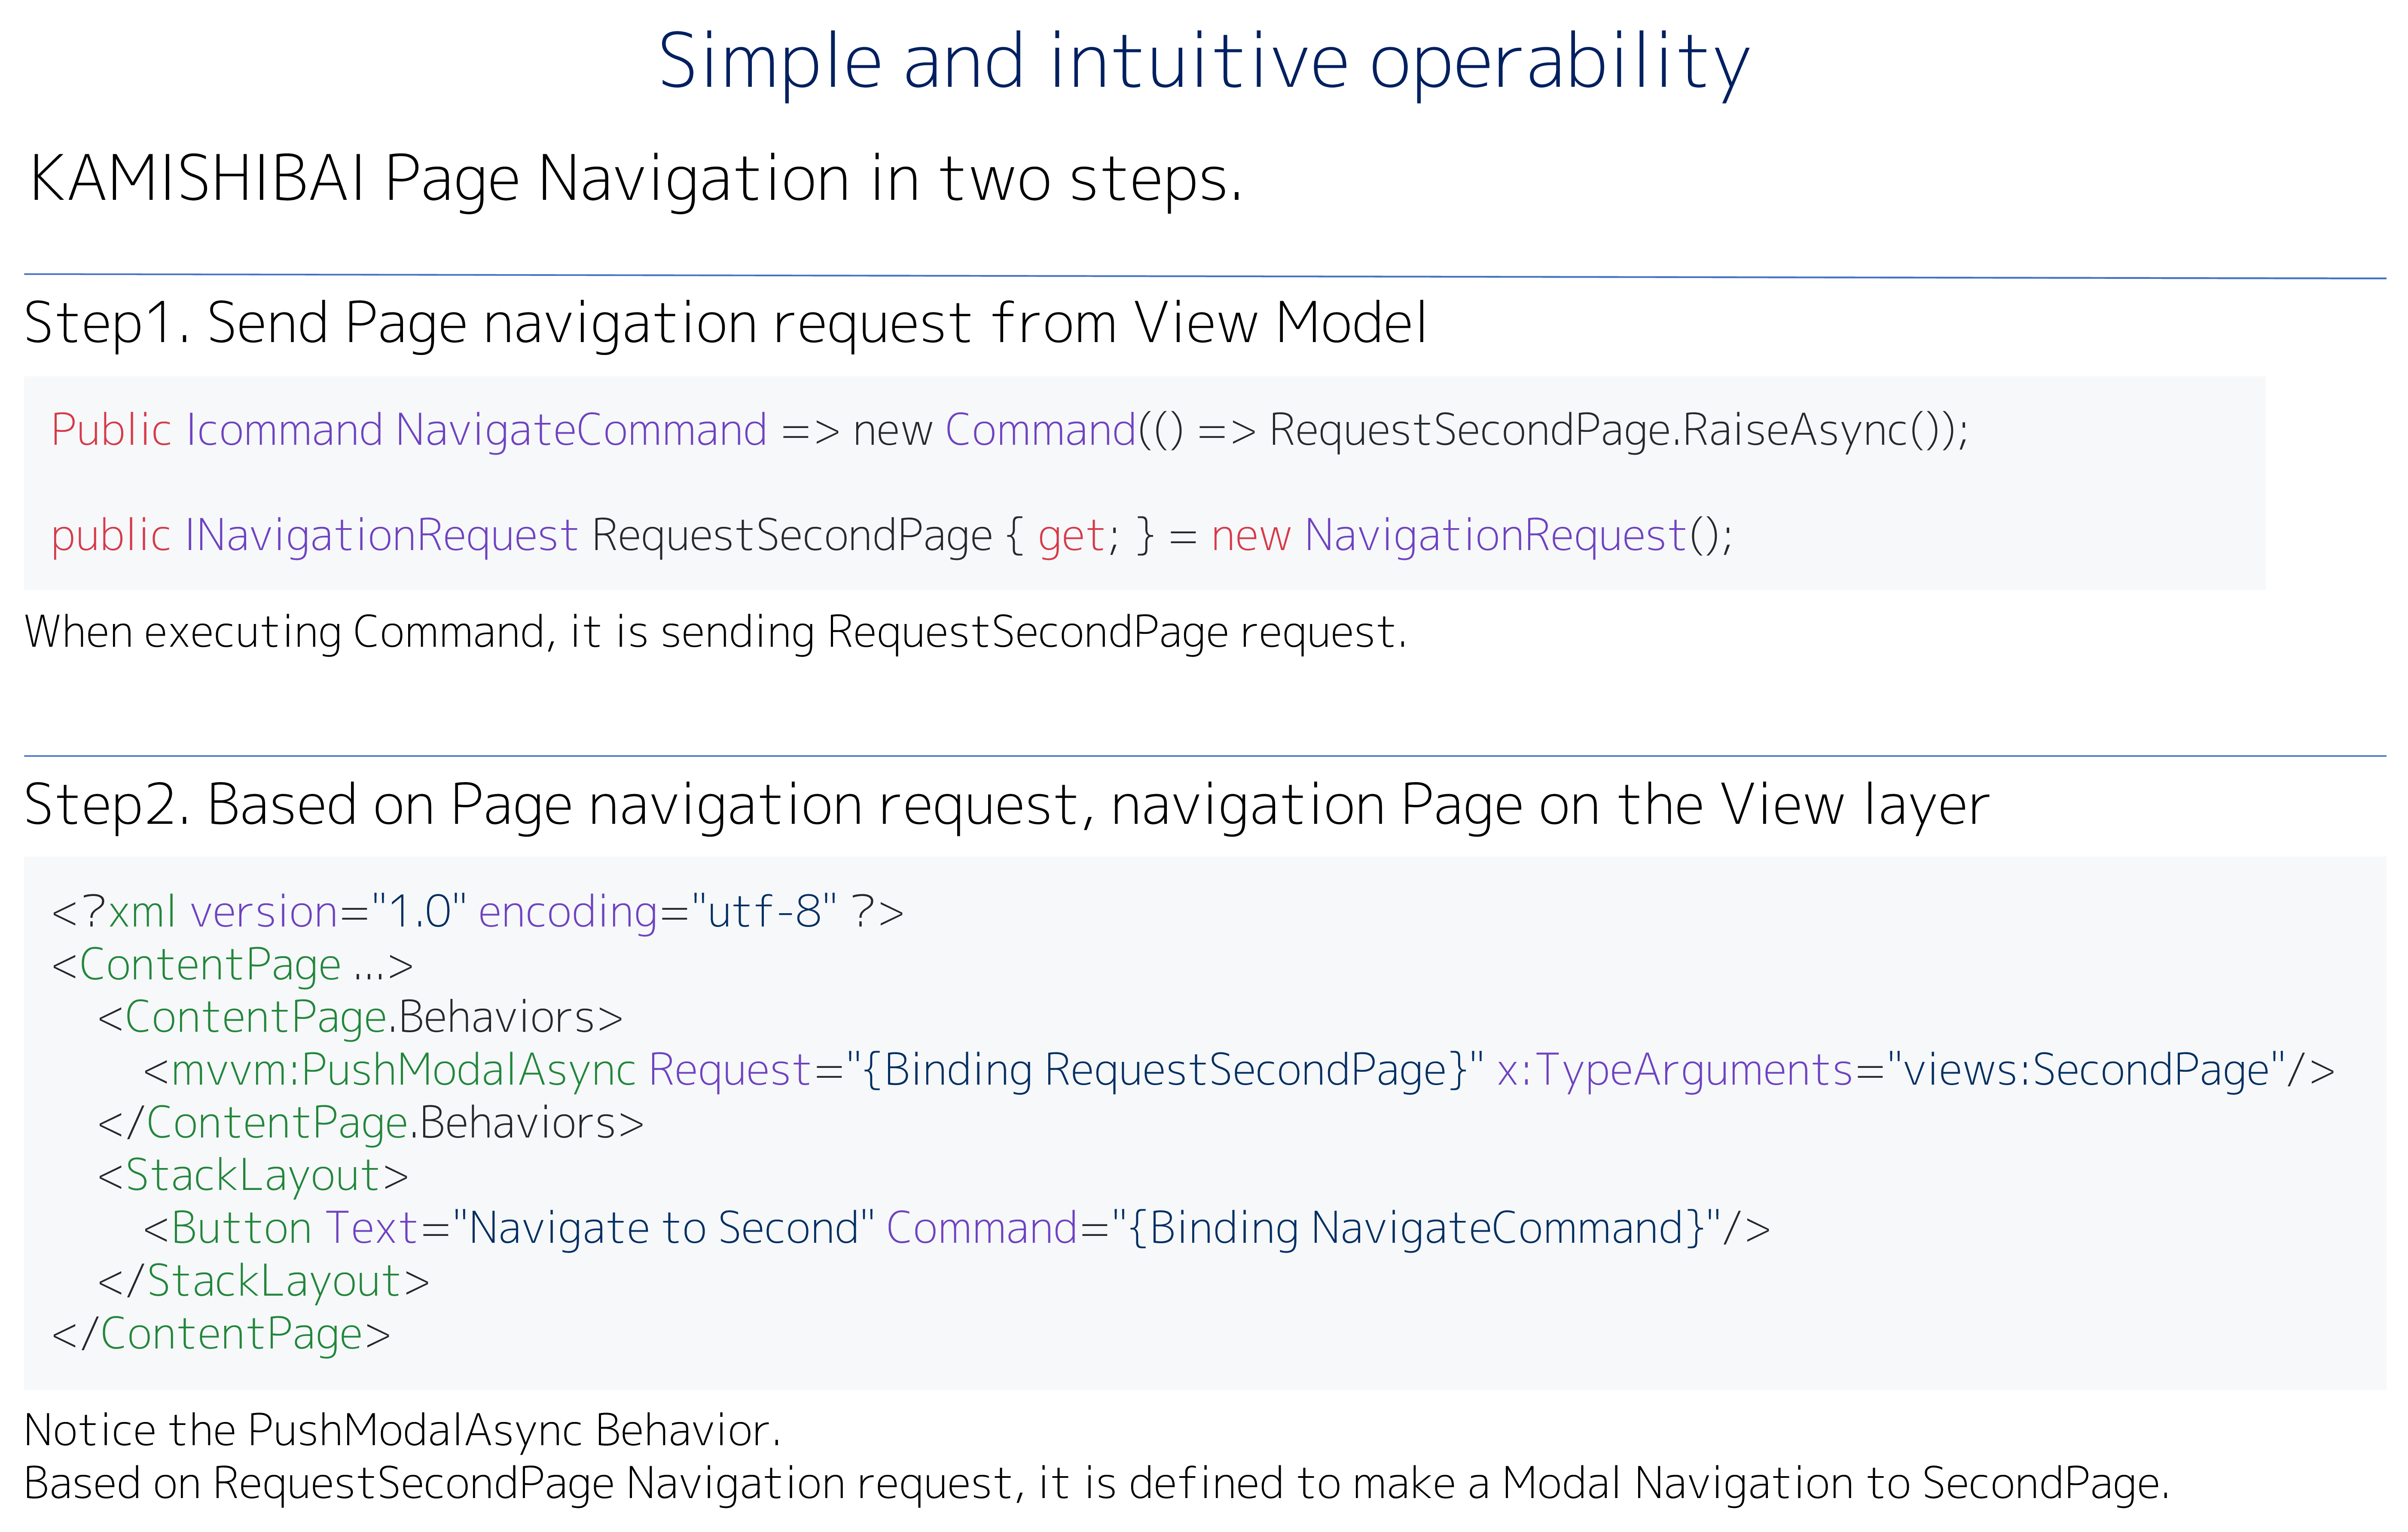 Simple and intuitive operability
KAMISHIBAI Page Navigation in two steps.
Step1. Send Page navigation request from View Model
Public Icommand NavigateCommand => new Command(() => RequestSecondPage.RaiseAsync());
public INavigationRequest RequestSecondPage { get; } = new NavigationRequest();
When executing Command, it is sending RequestSecondPage request.
Step2. Based on Page navigation request, navigation Page on the View layer
<?xml version="1.0" encoding="utf-8" ?>
<ContentPage ...>
<ContentPage.Behaviors>
<mvvm:PushModalAsync Request="{Binding RequestSecondPage}" x:TypeArguments="views:SecondPage"/>
</ContentPage.Behaviors>
<StackLayout>
<Button Text="Navigate to Second" Command="{Binding NavigateCommand}"/>
</StackLayout>
</ContentPage>
Notice the PushModalAsync Behavior.
Based on RequestSecondPage Navigation request, it is defined to make a Modal Navigation to SecondPage.